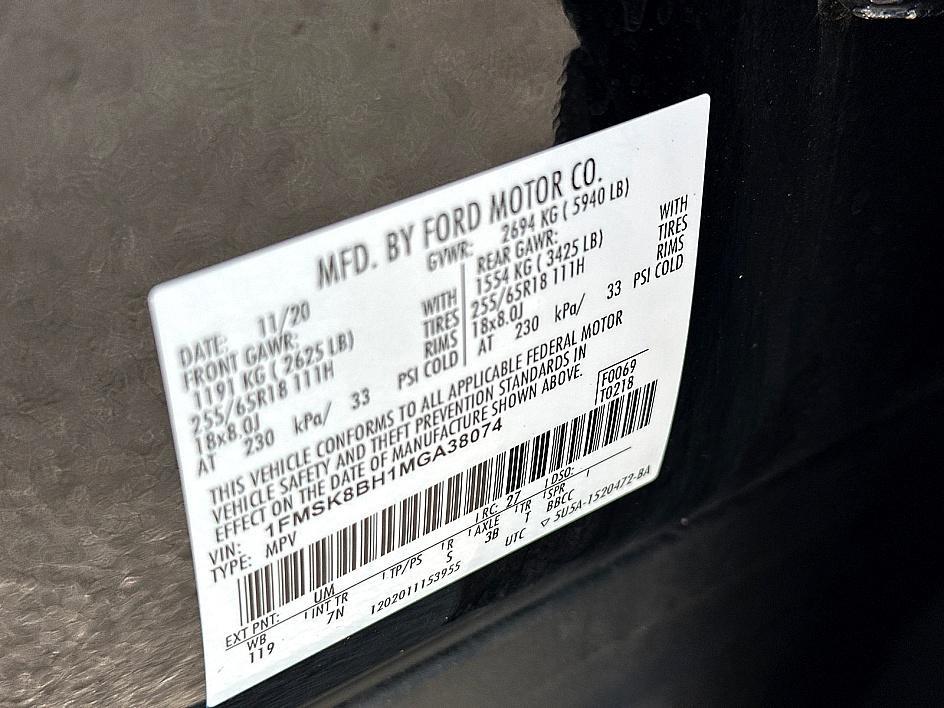 MFD. BY FORD MOTOR CO.
DATE: 11/20 GVWR: 2694 KG ( 5940 LB)
FRONT GAWR: REAR GAWR:
1191 KG ( 2625 LB) WITH 1554 KG ( 3425 LB) WITH
255/65R18 111H TIRES 255/65R18 111H TIRES
18x8.0J RIMS 18x8.0J RIMS
AT 230 kPa/ 33 PSI COLD AT 230 kPa/ 33 PSI COLD
THIS VEHICLE CONFORMS TO ALL APPLICABLE FEDERAL MOTOR
VEHICLE SAFETY AND THEFT PREVENTION STANDARDS IN
EFFECT ON THE DATE OF MANUFACTURE SHOWN ABOVE.
VIN: 1FMSK8BH1MGA38074 F0069
TYPE: MPV T0218
EXT PNT: UM RC: 27 DSO:
WB INT TR TP/PS R AXLE TR SPR
119 7N S 3B T BBCC
1202011153955 UTC ▽ 5U5A-1520472-BA